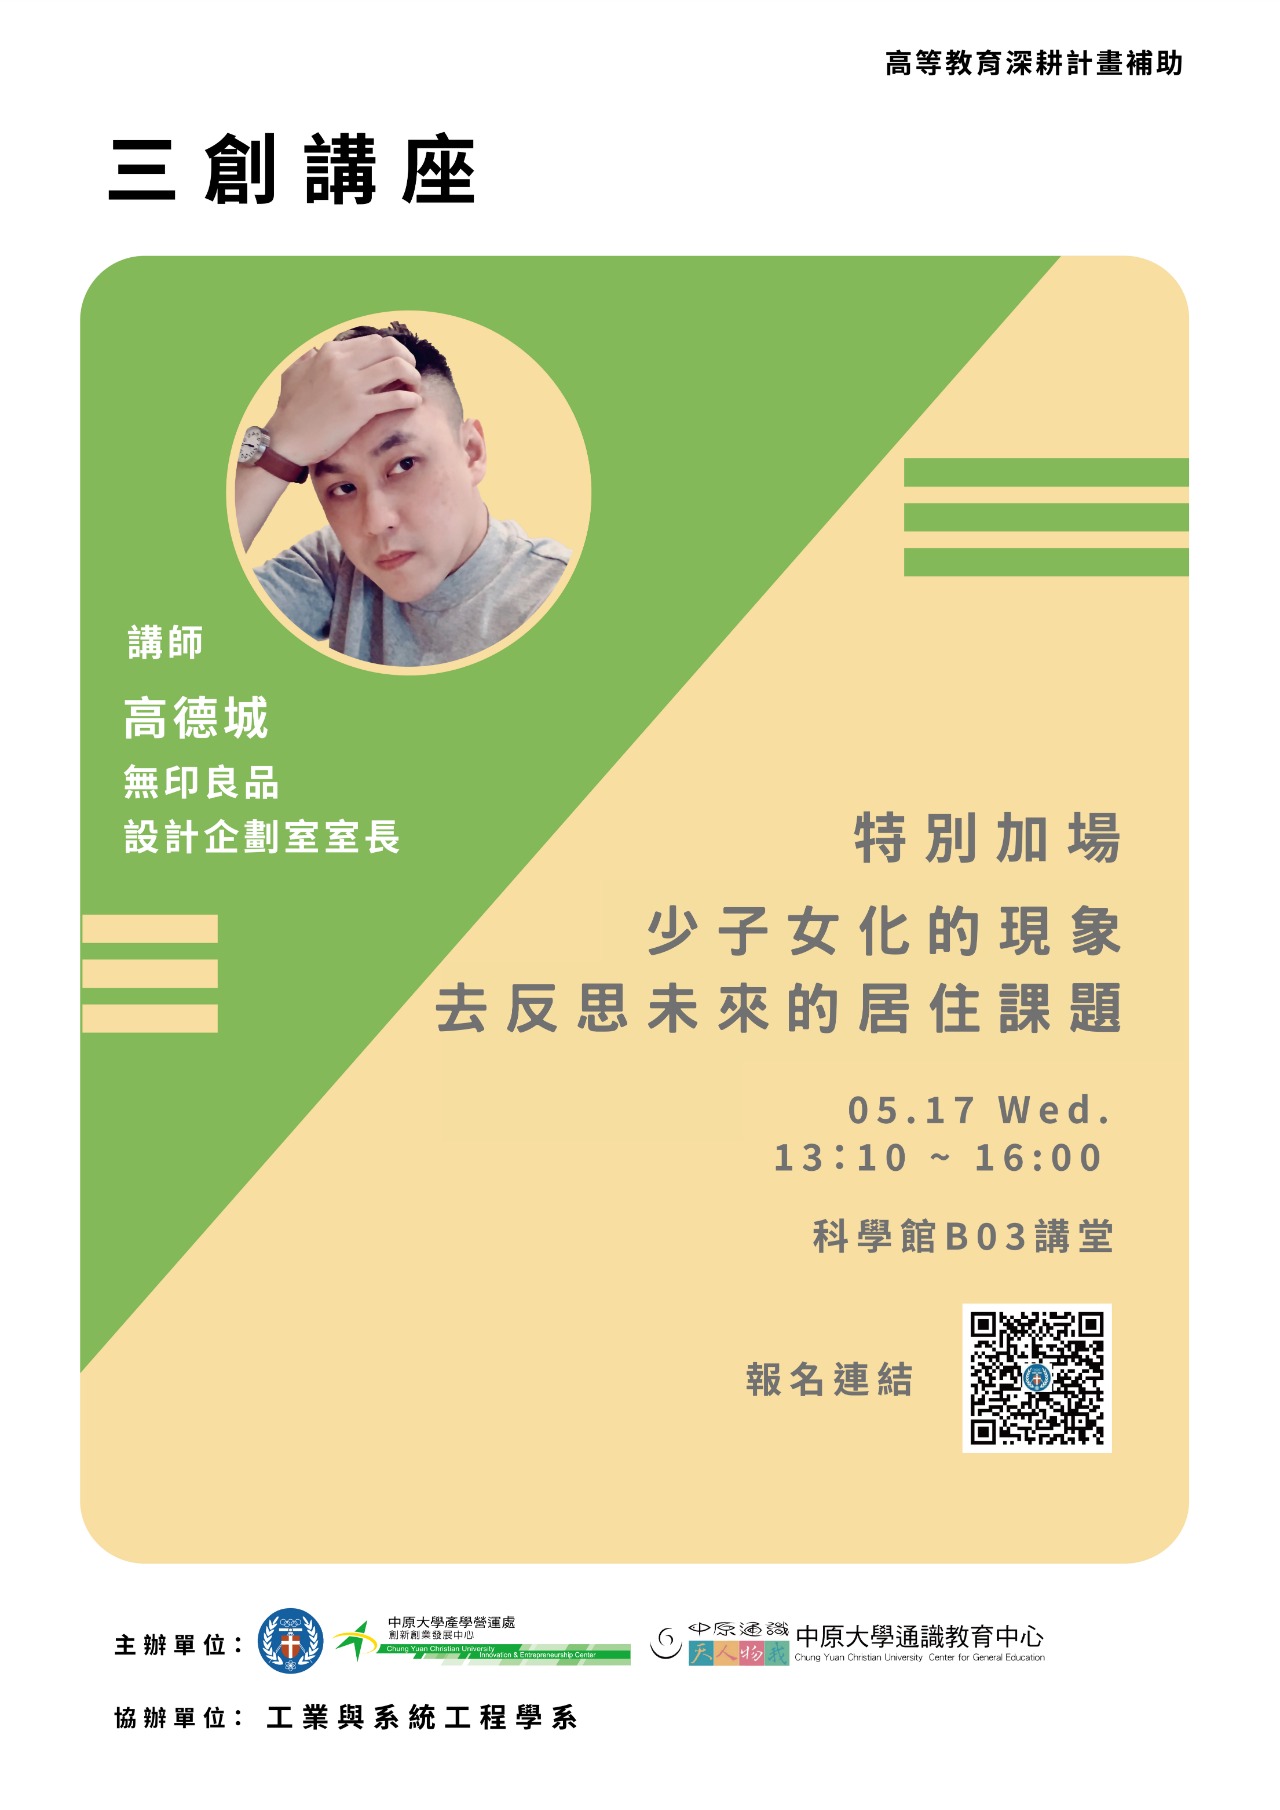 高等教育深耕計畫補助
三創講座
講師
高德城
無印良品
設計企劃室室長
特別加場
少子女化的現象
去反思未來的居住課題
05.17 Wed.
13：10 ~ 16:00
科學館B03講堂
報名連結
主辦單位：
中原大學產學營運處
創新創業發展中心
Chung Yuan Christian University
Innovation & Entrepreneurship Center
中原通識
天人物我
中原大學通識教育中心
Chung Yuan Christian University Center for General Education
協辦單位：工業與系統工程學系